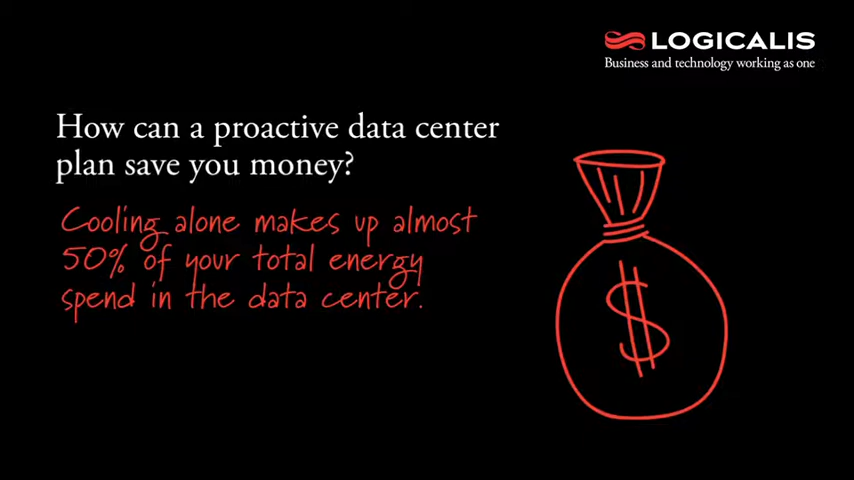 LOGICALIS
Business and technology working as one
How can a proactive data center
plan save you money?
Cooling alone makes up almost
50% of your total energy
spend in the data center.
$